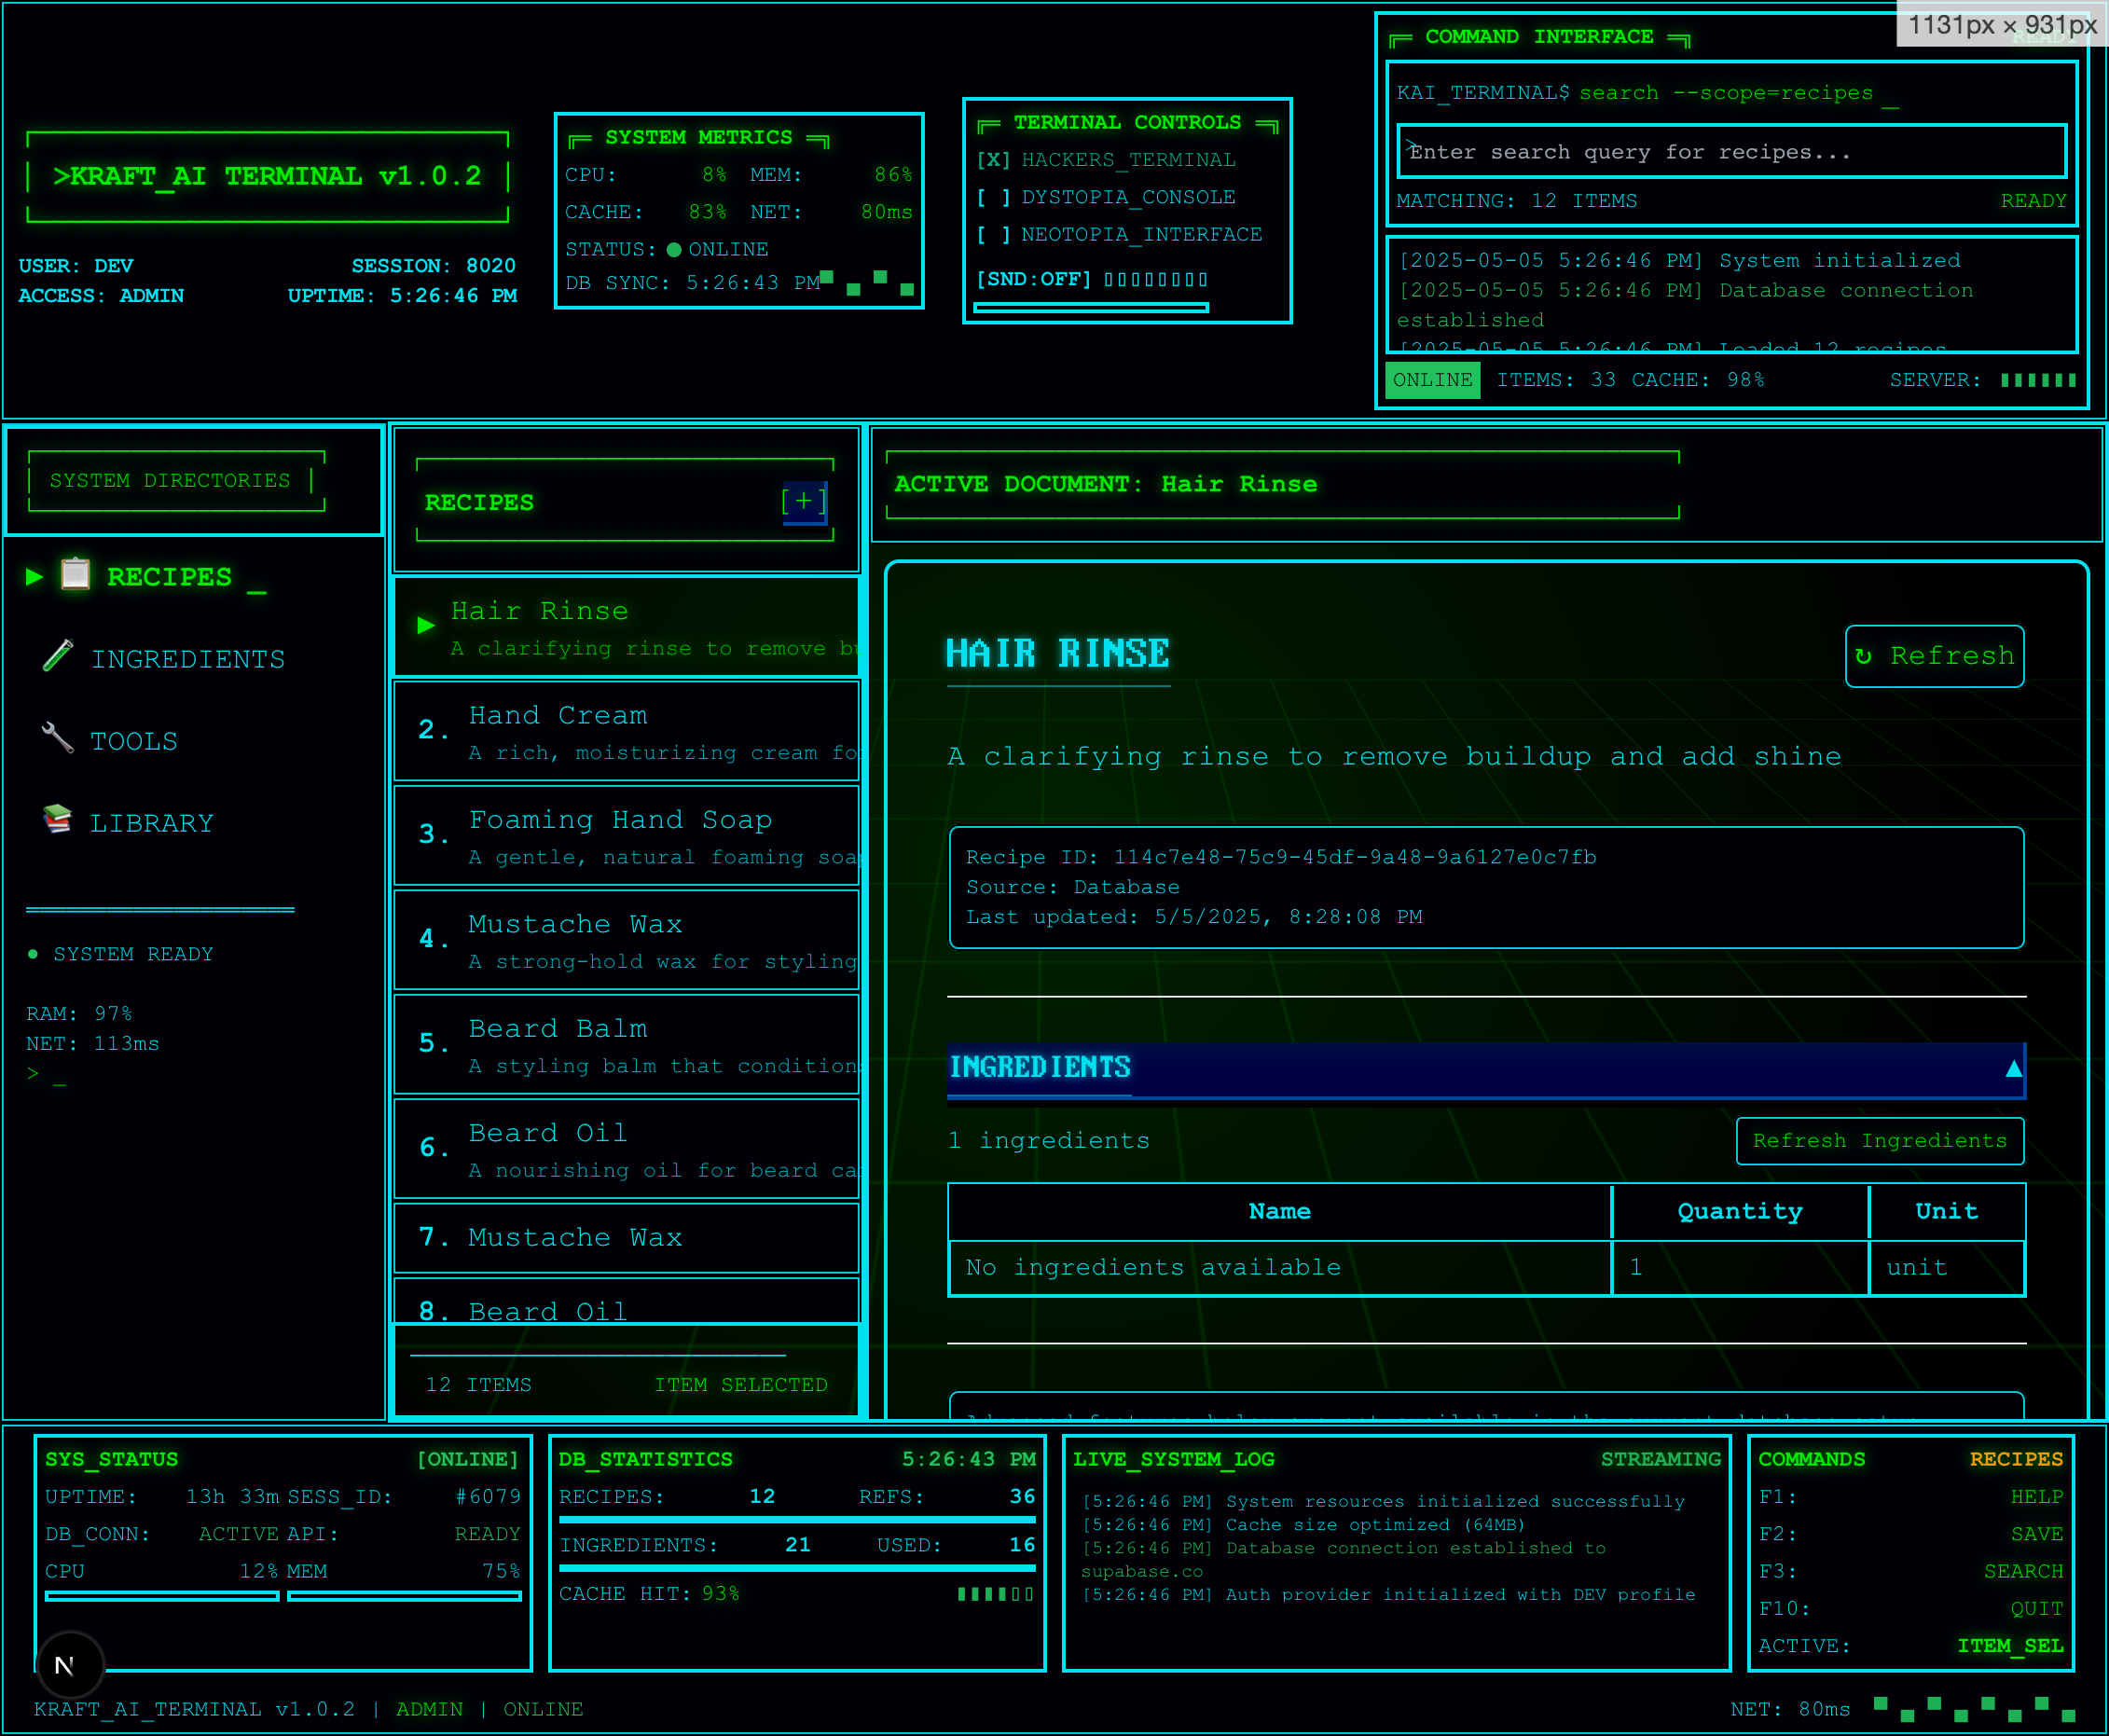 1131px × 931px
╔═ COMMAND INTERFACE ═╗
KAI_TERMINAL$ search --scope=recipes _
>
Enter search query for recipes...
MATCHING: 12 ITEMS READY
[2025-05-05 5:26:46 PM] System initialized
[2025-05-05 5:26:46 PM] Database connection
established
[2025-05-05 5:26:46 PM] Loaded 12 recipes
ONLINE ITEMS: 33 CACHE: 98% SERVER: ▮▮▮▮▮▮
>KRAFT_AI TERMINAL v1.0.2
USER: DEV SESSION: 8020
ACCESS: ADMIN UPTIME: 5:26:46 PM
╔═ SYSTEM METRICS ═╗
CPU: 8% MEM: 86%
CACHE: 83% NET: 80ms
STATUS: ● ONLINE
DB SYNC: 5:26:43 PM
╔═ TERMINAL CONTROLS ═╗
[X] HACKERS_TERMINAL
[ ] DYSTOPIA_CONSOLE
[ ] NEOTOPIA_INTERFACE
[SND:OFF] ▯▯▯▯▯▯▯▯
SYSTEM DIRECTORIES
▶ RECIPES _
INGREDIENTS
TOOLS
LIBRARY
● SYSTEM READY
RAM: 97%
NET: 113ms
> _
RECIPES [+]
▶ Hair Rinse
A clarifying rinse to remove bu
2. Hand Cream
A rich, moisturizing cream fo
3. Foaming Hand Soap
A gentle, natural foaming soa
4. Mustache Wax
A strong-hold wax for styling
5. Beard Balm
A styling balm that condition
6. Beard Oil
A nourishing oil for beard ca
7. Mustache Wax
8. Beard Oil
12 ITEMS ITEM SELECTED
ACTIVE DOCUMENT: Hair Rinse
HAIR RINSE
↻ Refresh
A clarifying rinse to remove buildup and add shine
Recipe ID: 114c7e48-75c9-45df-9a48-9a6127e0c7fb
Source: Database
Last updated: 5/5/2025, 8:28:08 PM
INGREDIENTS ▲
1 ingredients Refresh Ingredients
Name Quantity Unit
No ingredients available 1 unit
SYS_STATUS [ONLINE]
UPTIME: 13h 33m SESS_ID: #6079
DB_CONN: ACTIVE API: READY
CPU 12% MEM 75%
DB_STATISTICS 5:26:43 PM
RECIPES: 12 REFS: 36
INGREDIENTS: 21 USED: 16
CACHE HIT: 93% ▮▮▮▮▯▯
LIVE_SYSTEM_LOG STREAMING
[5:26:46 PM] System resources initialized successfully
[5:26:46 PM] Cache size optimized (64MB)
[5:26:46 PM] Database connection established to
supabase.co
[5:26:46 PM] Auth provider initialized with DEV profile
COMMANDS RECIPES
F1: HELP
F2: SAVE
F3: SEARCH
F10: QUIT
ACTIVE: ITEM_SEL
N
KRAFT_AI_TERMINAL v1.0.2 | ADMIN | ONLINE
NET: 80ms